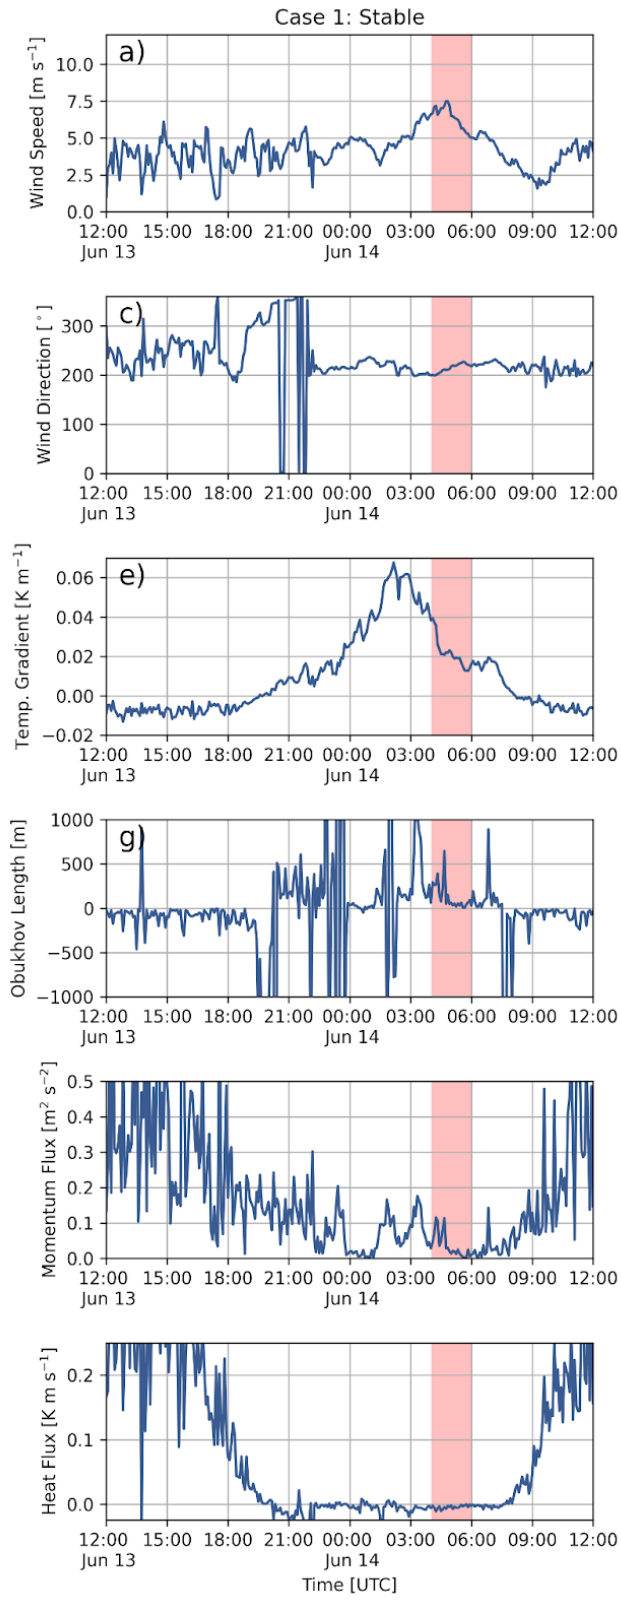 Case 1: Stable
a)
Wind Speed [m s⁻¹]
10.0
7.5
5.0
2.5
0.0
12:00 15:00 18:00 21:00 00:00 03:00 06:00 09:00 12:00
Jun 13 Jun 14
c)
Wind Direction [°]
300
200
100
0
12:00 15:00 18:00 21:00 00:00 03:00 06:00 09:00 12:00
Jun 13 Jun 14
e)
Temp. Gradient [K m⁻¹]
0.06
0.04
0.02
0.00
−0.02
12:00 15:00 18:00 21:00 00:00 03:00 06:00 09:00 12:00
Jun 13 Jun 14
g)
Obukhov Length [m]
1000
500
0
−500
−1000
12:00 15:00 18:00 21:00 00:00 03:00 06:00 09:00 12:00
Jun 13 Jun 14
Momentum Flux [m² s⁻²]
0.5
0.4
0.3
0.2
0.1
0.0
12:00 15:00 18:00 21:00 00:00 03:00 06:00 09:00 12:00
Jun 13 Jun 14
Heat Flux [K m s⁻¹]
0.2
0.1
0.0
12:00 15:00 18:00 21:00 00:00 03:00 06:00 09:00 12:00
Jun 13 Jun 14
Time [UTC]